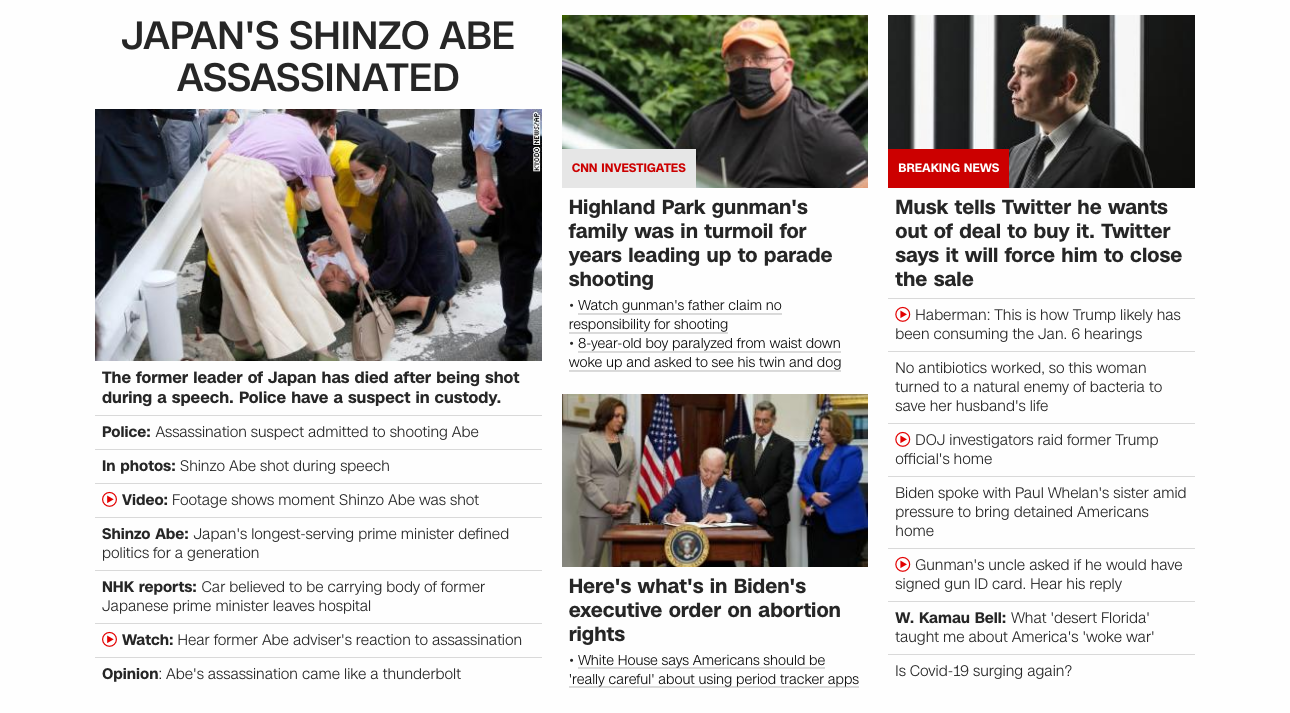 JAPAN'S SHINZO ABE
ASSASSINATED
KYODO NEWS/AP
The former leader of Japan has died after being shot
during a speech. Police have a suspect in custody.
Police: Assassination suspect admitted to shooting Abe
In photos: Shinzo Abe shot during speech
Video: Footage shows moment Shinzo Abe was shot
Shinzo Abe: Japan's longest-serving prime minister defined
politics for a generation
NHK reports: Car believed to be carrying body of former
Japanese prime minister leaves hospital
Watch: Hear former Abe adviser's reaction to assassination
Opinion: Abe's assassination came like a thunderbolt
CNN INVESTIGATES
Highland Park gunman's
family was in turmoil for
years leading up to parade
shooting
• Watch gunman's father claim no
responsibility for shooting
• 8-year-old boy paralyzed from waist down
woke up and asked to see his twin and dog
Here's what's in Biden's
executive order on abortion
rights
• White House says Americans should be
'really careful' about using period tracker apps
BREAKING NEWS
Musk tells Twitter he wants
out of deal to buy it. Twitter
says it will force him to close
the sale
Haberman: This is how Trump likely has
been consuming the Jan. 6 hearings
No antibiotics worked, so this woman
turned to a natural enemy of bacteria to
save her husband's life
DOJ investigators raid former Trump
official's home
Biden spoke with Paul Whelan's sister amid
pressure to bring detained Americans
home
Gunman's uncle asked if he would have
signed gun ID card. Hear his reply
W. Kamau Bell: What 'desert Florida'
taught me about America's 'woke war'
Is Covid-19 surging again?